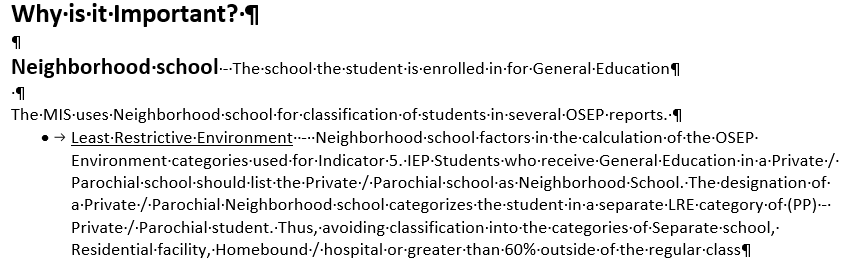 Why is it Important? ¶
¶
Neighborhood school - The school the student is enrolled in for General Education¶
¶
The MIS uses Neighborhood school for classification of students in several OSEP reports. ¶
• → Least Restrictive Environment - Neighborhood school factors in the calculation of the OSEP
Environment categories used for Indicator 5. IEP Students who receive General Education in a Private /
Parochial school should list the Private / Parochial school as Neighborhood School. The designation of
a Private / Parochial Neighborhood school categorizes the student in a separate LRE category of (PP) -
Private / Parochial student. Thus, avoiding classification into the categories of Separate school,
Residential facility, Homebound / hospital or greater than 60% outside of the regular class¶